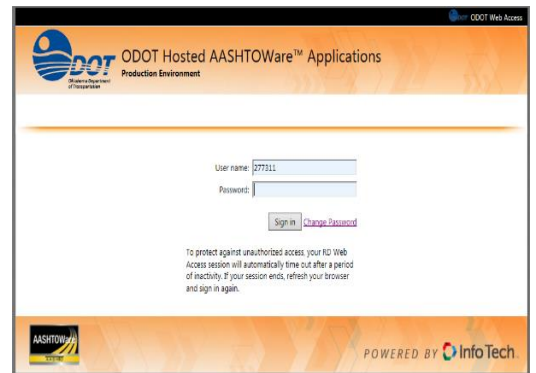 ODOT Web Access
ODOT
Oklahoma Department
of Transportation
ODOT Hosted AASHTOWare™ Applications
Production Environment
User name: 277311
Password:
Sign in Change Password
To protect against unauthorized access, your RD Web
Access session will automatically time out after a period
of inactivity. If your session ends, refresh your browser
and sign in again.
AASHTOWare
POWERED BY InfoTech